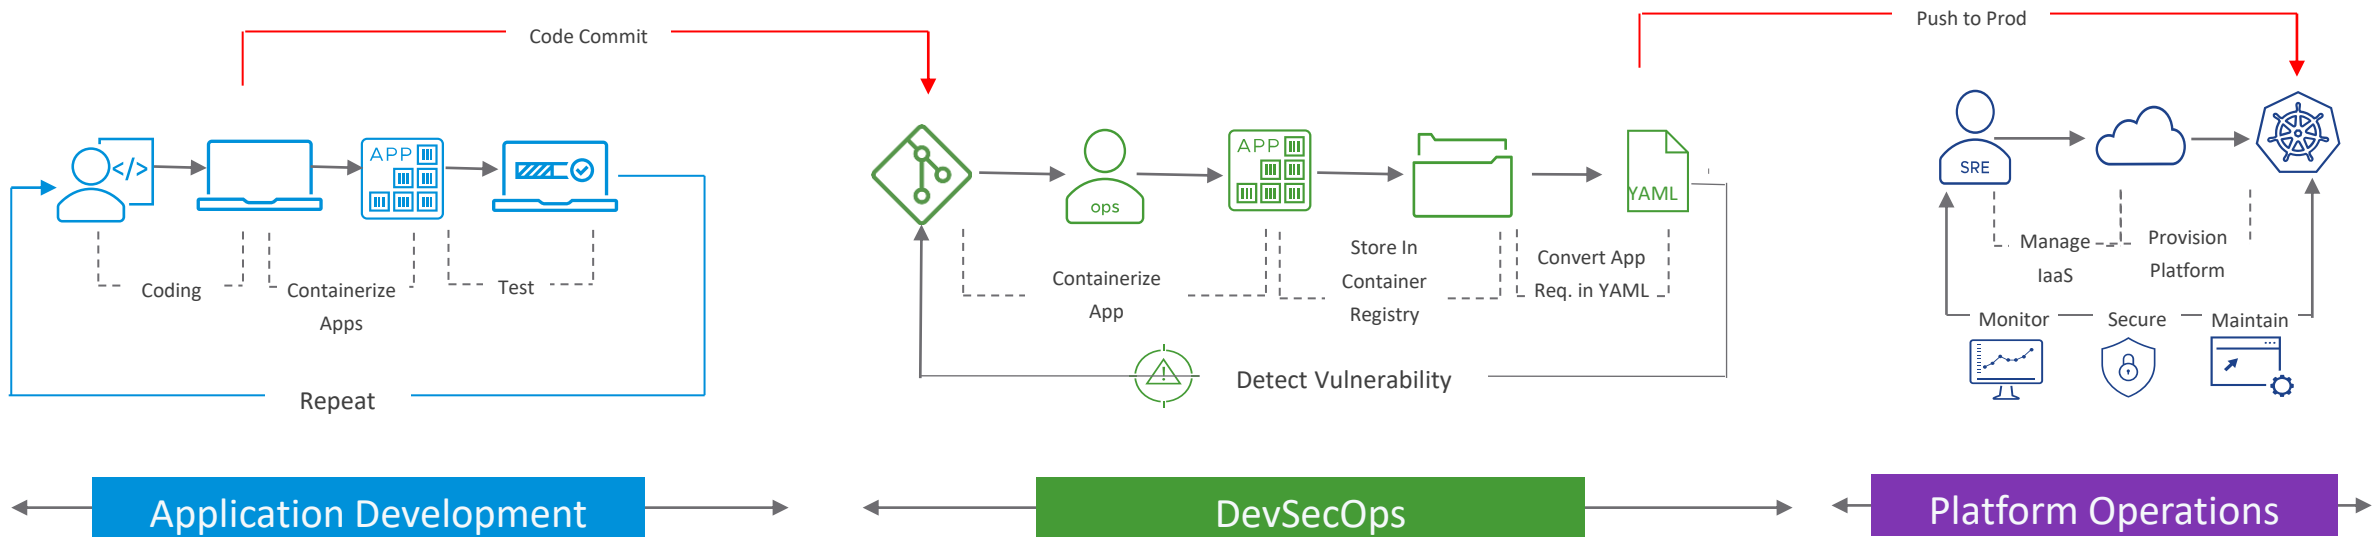 Code Commit
Push to Prod
</>
APP
APP
SRE
YAML
ops
Coding
Containerize
Apps
Test
Containerize
App
Store In
Container
Registry
Convert App
Req. in YAML
Manage
IaaS
Provision
Platform
Monitor
Secure
Maintain
Repeat
Detect Vulnerability
Application Development
DevSecOps
Platform Operations